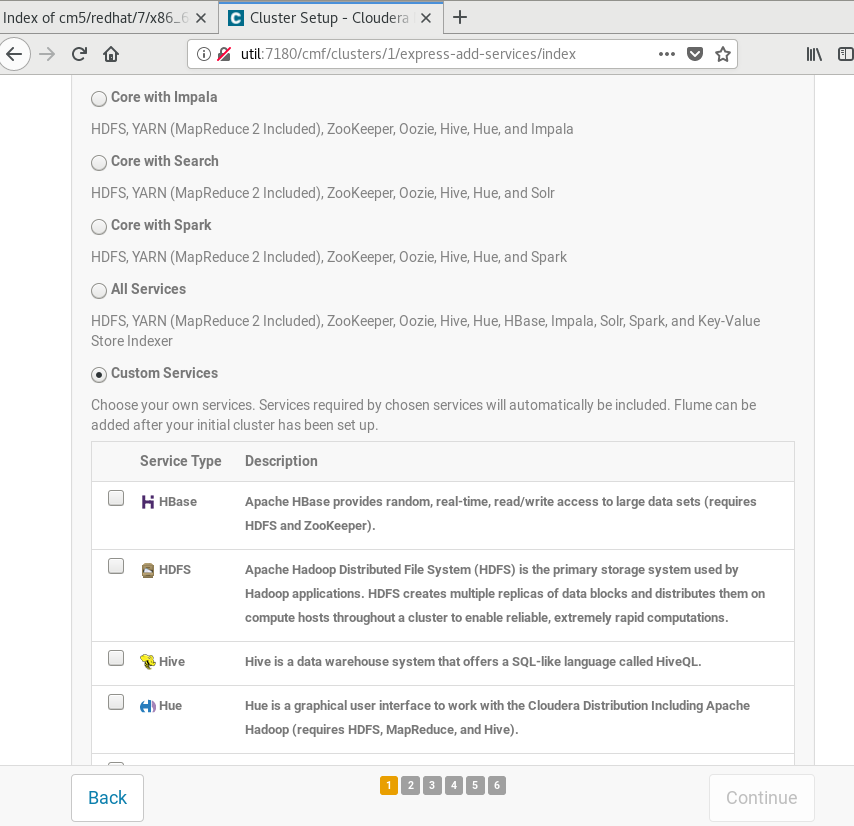 Index of cm5/redhat/7/x86_6
Cluster Setup - Cloudera
util:7180/cmf/clusters/1/express-add-services/index
Core with Impala
HDFS, YARN (MapReduce 2 Included), ZooKeeper, Oozie, Hive, Hue, and Impala
Core with Search
HDFS, YARN (MapReduce 2 Included), ZooKeeper, Oozie, Hive, Hue, and Solr
Core with Spark
HDFS, YARN (MapReduce 2 Included), ZooKeeper, Oozie, Hive, Hue, and Spark
All Services
HDFS, YARN (MapReduce 2 Included), ZooKeeper, Oozie, Hive, Hue, HBase, Impala, Solr, Spark, and Key-Value
Store Indexer
Custom Services
Choose your own services. Services required by chosen services will automatically be included. Flume can be
added after your initial cluster has been set up.
Service Type Description
HBase Apache HBase provides random, real-time, read/write access to large data sets (requires
HDFS and ZooKeeper).
HDFS Apache Hadoop Distributed File System (HDFS) is the primary storage system used by
Hadoop applications. HDFS creates multiple replicas of data blocks and distributes them on
compute hosts throughout a cluster to enable reliable, extremely rapid computations.
Hive Hive is a data warehouse system that offers a SQL-like language called HiveQL.
Hue Hue is a graphical user interface to work with the Cloudera Distribution Including Apache
Hadoop (requires HDFS, MapReduce, and Hive).
Back 1 2 3 4 5 6 Continue